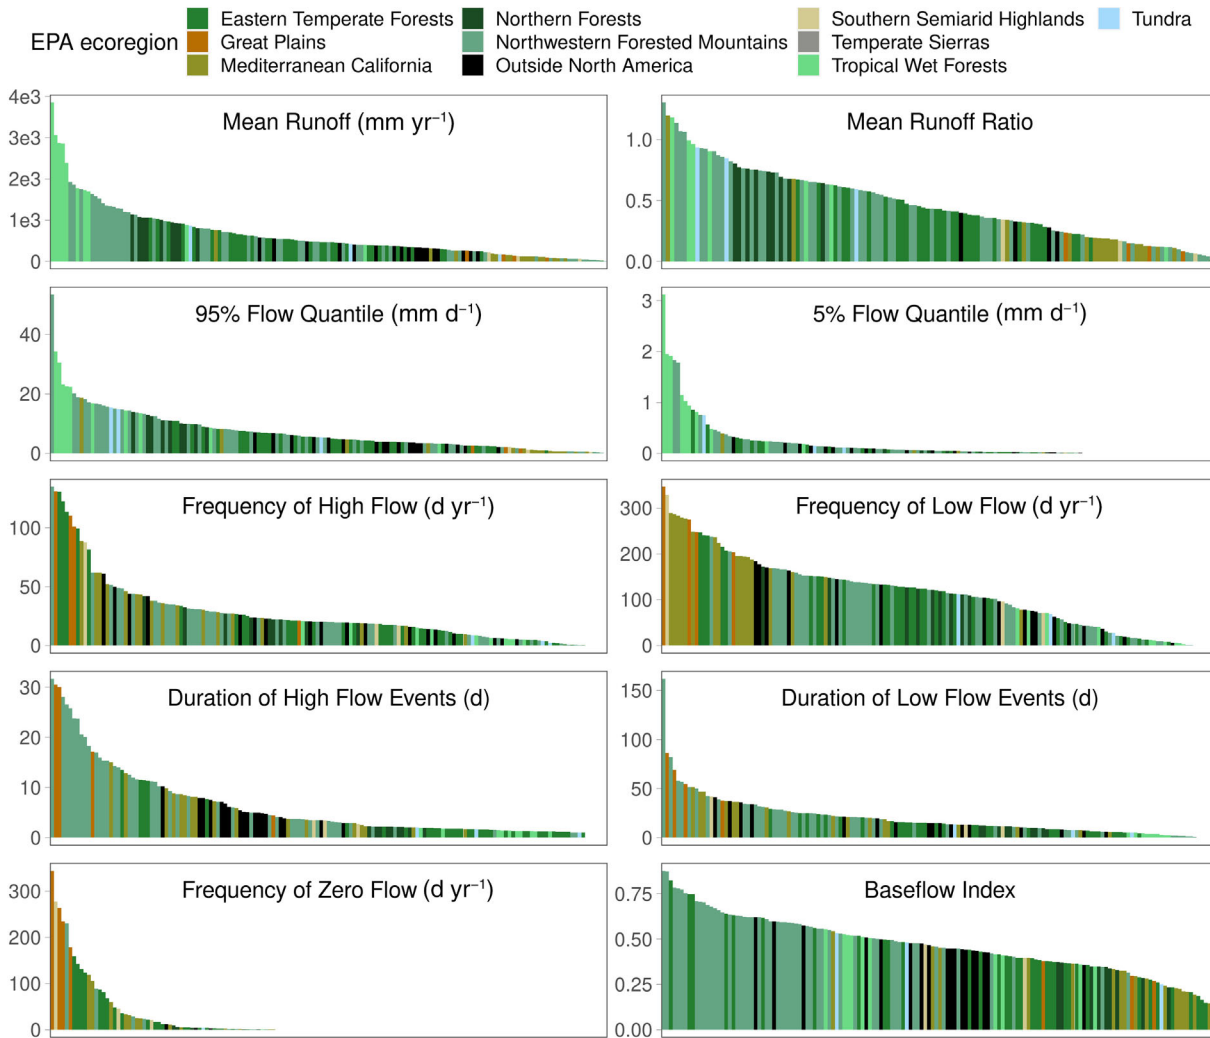 EPA ecoregion
Eastern Temperate Forests
Great Plains
Mediterranean California
Northern Forests
Northwestern Forested Mountains
Outside North America
Southern Semiarid Highlands
Temperate Sierras
Tropical Wet Forests
Tundra
Mean Runoff (mm yr⁻¹)
4e3
3e3
2e3
1e3
0
Mean Runoff Ratio
1.0
0.5
0.0
95% Flow Quantile (mm d⁻¹)
40
20
0
5% Flow Quantile (mm d⁻¹)
3
2
1
0
Frequency of High Flow (d yr⁻¹)
100
50
0
Frequency of Low Flow (d yr⁻¹)
300
200
100
0
Duration of High Flow Events (d)
30
20
10
0
Duration of Low Flow Events (d)
150
100
50
0
Frequency of Zero Flow (d yr⁻¹)
300
200
100
0
Baseflow Index
0.75
0.50
0.25
0.00